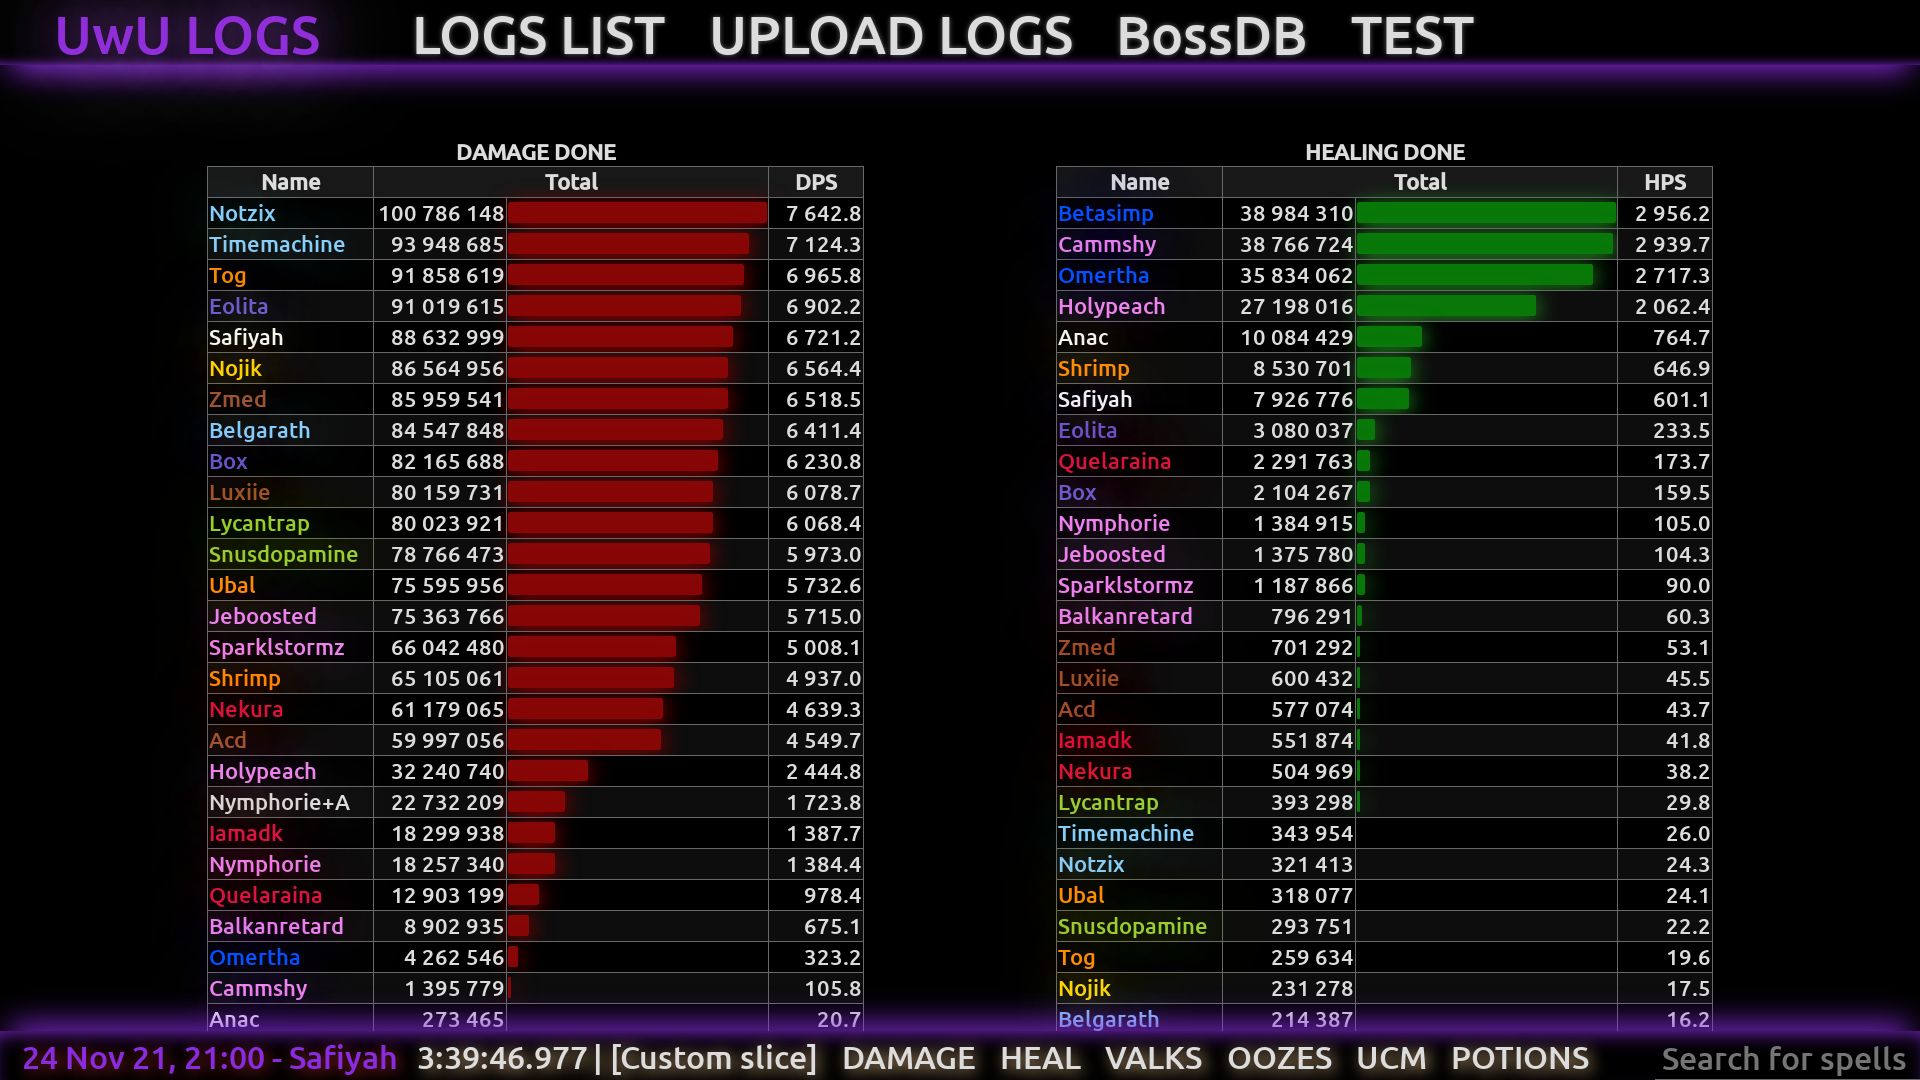 UwU LOGS LOGS LIST UPLOAD LOGS BossDB TEST
DAMAGE DONE
Name Total DPS
Notzix 100 786 148 7 642.8
Timemachine 93 948 685 7 124.3
Tog 91 858 619 6 965.8
Eolita 91 019 615 6 902.2
Safiyah 88 632 999 6 721.2
Nojik 86 564 956 6 564.4
Zmed 85 959 541 6 518.5
Belgarath 84 547 848 6 411.4
Box 82 165 688 6 230.8
Luxiie 80 159 731 6 078.7
Lycantrap 80 023 921 6 068.4
Snusdopamine 78 766 473 5 973.0
Ubal 75 595 956 5 732.6
Jeboosted 75 363 766 5 715.0
Sparklstormz 66 042 480 5 008.1
Shrimp 65 105 061 4 937.0
Nekura 61 179 065 4 639.3
Acd 59 997 056 4 549.7
Holypeach 32 240 740 2 444.8
Nymphorie+A 22 732 209 1 723.8
Iamadk 18 299 938 1 387.7
Nymphorie 18 257 340 1 384.4
Quelaraina 12 903 199 978.4
Balkanretard 8 902 935 675.1
Omertha 4 262 546 323.2
Cammshy 1 395 779 105.8
Anac 273 465 20.7
HEALING DONE
Name Total HPS
Betasimp 38 984 310 2 956.2
Cammshy 38 766 724 2 939.7
Omertha 35 834 062 2 717.3
Holypeach 27 198 016 2 062.4
Anac 10 084 429 764.7
Shrimp 8 530 701 646.9
Safiyah 7 926 776 601.1
Eolita 3 080 037 233.5
Quelaraina 2 291 763 173.7
Box 2 104 267 159.5
Nymphorie 1 384 915 105.0
Jeboosted 1 375 780 104.3
Sparklstormz 1 187 866 90.0
Balkanretard 796 291 60.3
Zmed 701 292 53.1
Luxiie 600 432 45.5
Acd 577 074 43.7
Iamadk 551 874 41.8
Nekura 504 969 38.2
Lycantrap 393 298 29.8
Timemachine 343 954 26.0
Notzix 321 413 24.3
Ubal 318 077 24.1
Snusdopamine 293 751 22.2
Tog 259 634 19.6
Nojik 231 278 17.5
Belgarath 214 387 16.2
24 Nov 21, 21:00 - Safiyah 3:39:46.977 | [Custom slice] DAMAGE HEAL VALKS OOZES UCM POTIONS Search for spells